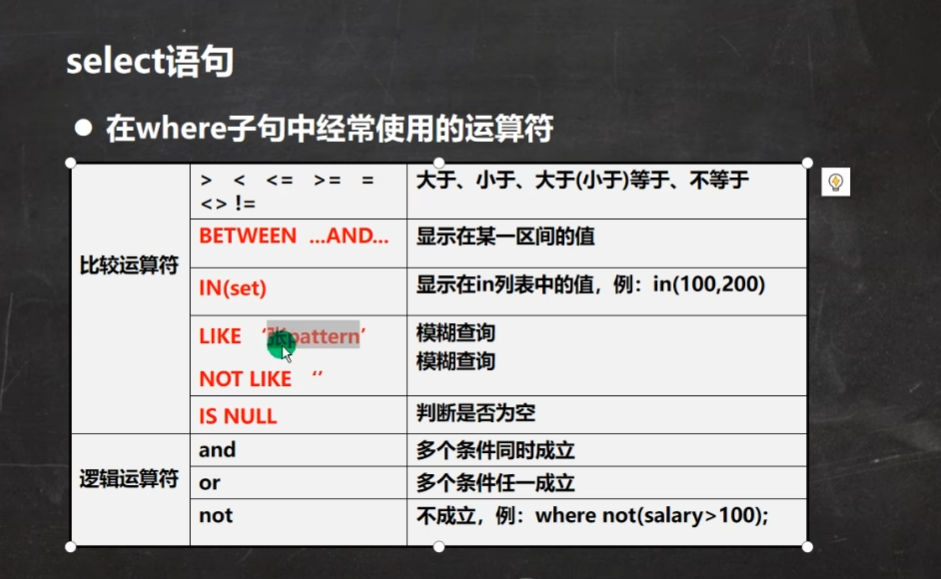 select语句
● 在where子句中经常使用的运算符
比较运算符
> < <= >= =
<> !=
大于、小于、大于(小于)等于、不等于
BETWEEN ...AND...
显示在某一区间的值
IN(set)
显示在in列表中的值，例：in(100,200)
LIKE ‘张pattern’
模糊查询
NOT LIKE ‘’
模糊查询
IS NULL
判断是否为空
逻辑运算符
and
多个条件同时成立
or
多个条件任一成立
not
不成立，例：where not(salary>100);